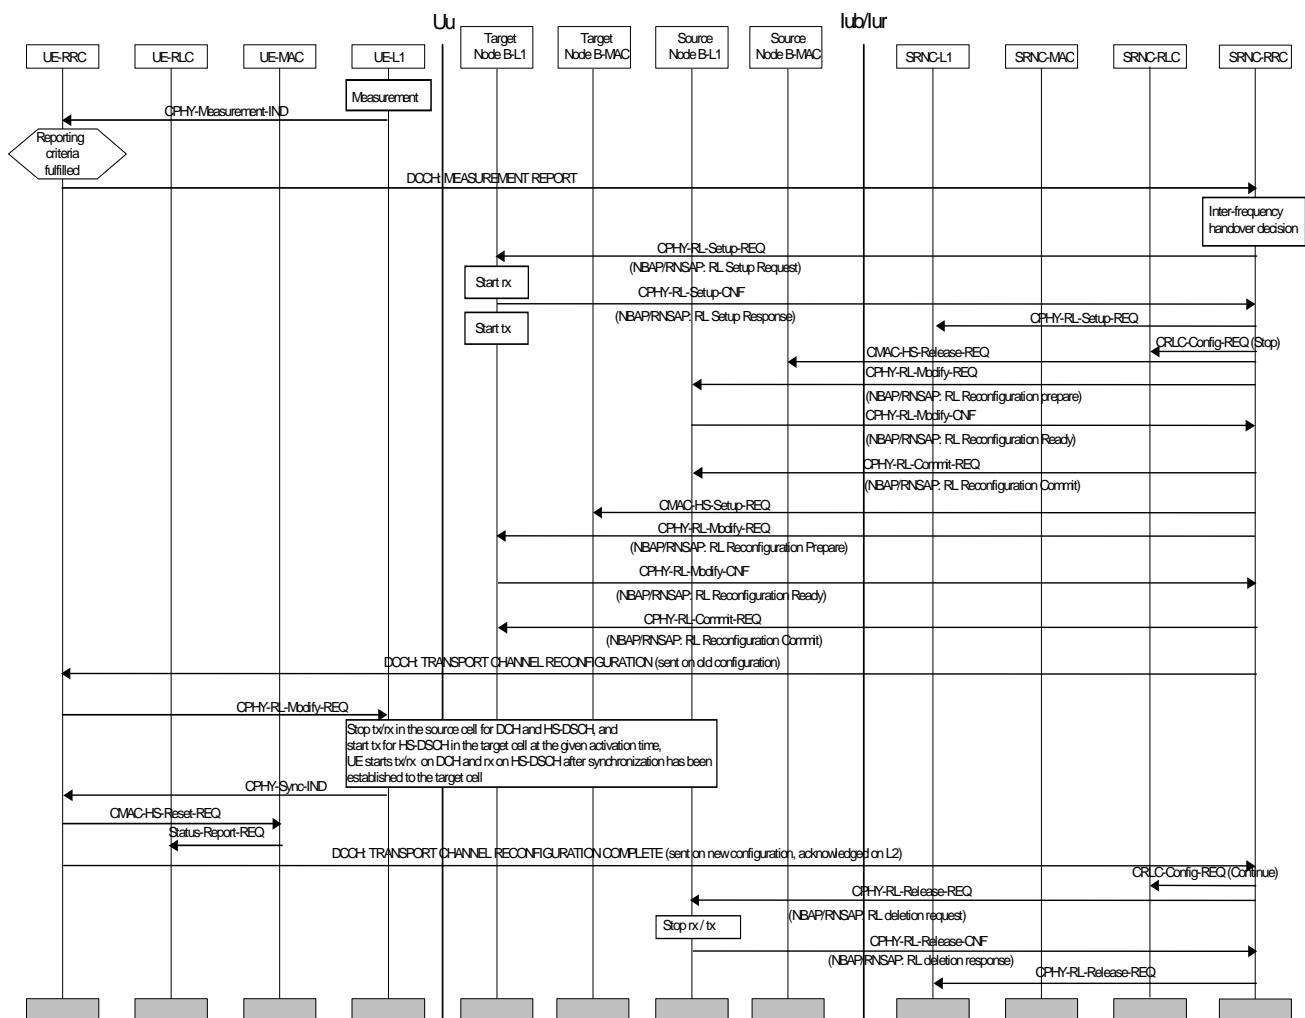 Uu
Iub/Iur
UE-RRC
UE-RLC
UE-MAC
UE-L1
Target
Node B-L1
Target
Node B-MAC
Source
Node B-L1
Source
Node B-MAC
SRNC-L1
SRNC-MAC
SRNC-RLC
SRNC-RRC
Measurement
CPHY-Measurement-IND
Reporting
criteria
fulfilled
DCCH: MEASUREMENT REPORT
Inter-frequency
handover decision
CPHY-RL-Setup-REQ
(NBAP/RNSAP: RL Setup Request)
Start rx
CPHY-RL-Setup-CNF
(NBAP/RNSAP: RL Setup Response)
Start tx
CPHY-RL-Setup-REQ
CRLC-Config-REQ (Stop)
CMAC-HS-Release-REQ
CPHY-RL-Modify-REQ
(NBAP/RNSAP: RL Reconfiguration prepare)
CPHY-RL-Modify-CNF
(NBAP/RNSAP: RL Reconfiguration Ready)
CPHY-RL-Commit-REQ
(NBAP/RNSAP: RL Reconfiguration Commit)
CMAC-HS-Setup-REQ
CPHY-RL-Modify-REQ
(NBAP/RNSAP: RL Reconfiguration Prepare)
CPHY-RL-Modify-CNF
(NBAP/RNSAP: RL Reconfiguration Ready)
CPHY-RL-Commit-REQ
(NBAP/RNSAP: RL Reconfiguration Commit)
DCCH: TRANSPORT CHANNEL RECONFIGURATION (sent on old configuration)
CPHY-RL-Modify-REQ
Stop tx/rx in the source cell for DCH and HS-DSCH, and
start tx for HS-DSCH in the target cell at the given activation time,
UE starts tx/rx on DCH and rx on HS-DSCH after synchronization has been
established to the target cell
CPHY-Sync-IND
CMAC-HS-Reset-REQ
Status-Report-REQ
DCCH: TRANSPORT CHANNEL RECONFIGURATION COMPLETE (sent on new configuration, acknowledged on L2)
CRLC-Config-REQ (Continue)
CPHY-RL-Release-REQ
(NBAP/RNSAP: RL deletion request)
Stop rx / tx
CPHY-RL-Release-CNF
(NBAP/RNSAP: RL deletion response)
CPHY-RL-Release-REQ